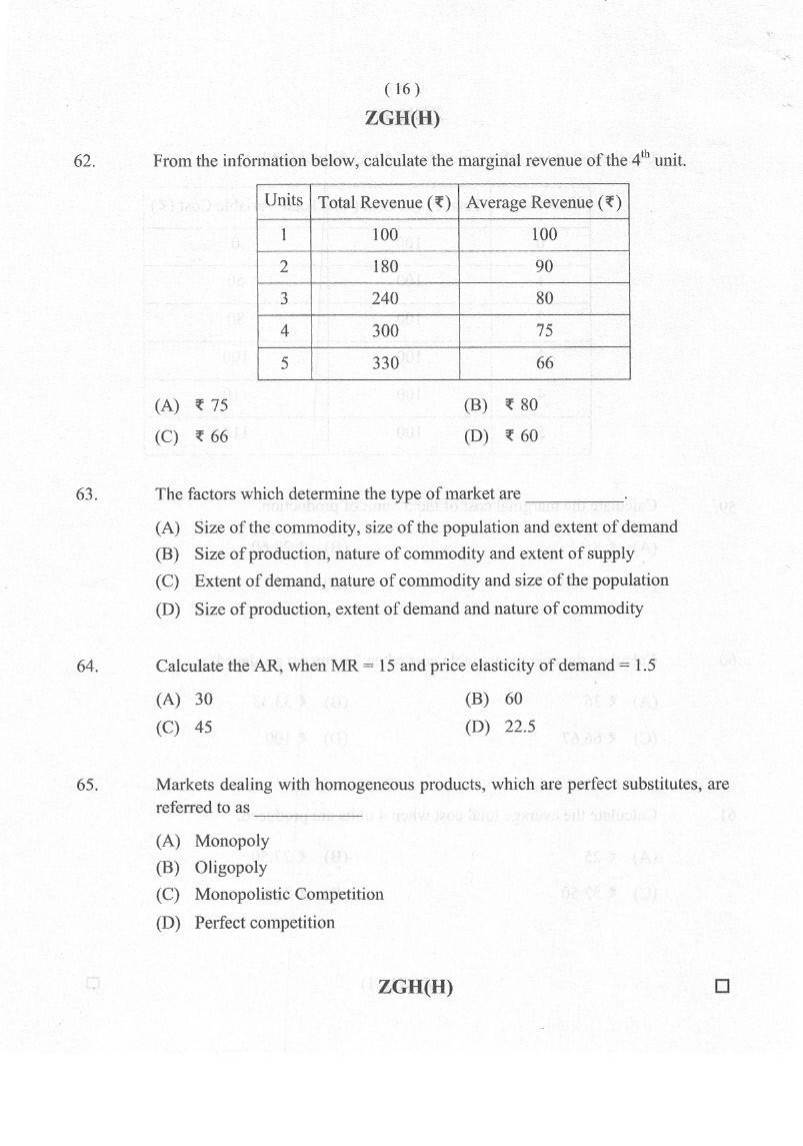 ( 16 )
ZGH(H)
62. From the information below, calculate the marginal revenue of the 4th unit.
Units Total Revenue (₹) Average Revenue (₹)
1 100 100
2 180 90
3 240 80
4 300 75
5 330 66
(A) ₹ 75 (B) ₹ 80
(C) ₹ 66 (D) ₹ 60
63. The factors which determine the type of market are ____________.
(A) Size of the commodity, size of the population and extent of demand
(B) Size of production, nature of commodity and extent of supply
(C) Extent of demand, nature of commodity and size of the population
(D) Size of production, extent of demand and nature of commodity
64. Calculate the AR, when MR = 15 and price elasticity of demand = 1.5
(A) 30 (B) 60
(C) 45 (D) 22.5
65. Markets dealing with homogeneous products, which are perfect substitutes, are
referred to as ____________
(A) Monopoly
(B) Oligopoly
(C) Monopolistic Competition
(D) Perfect competition
ZGH(H)